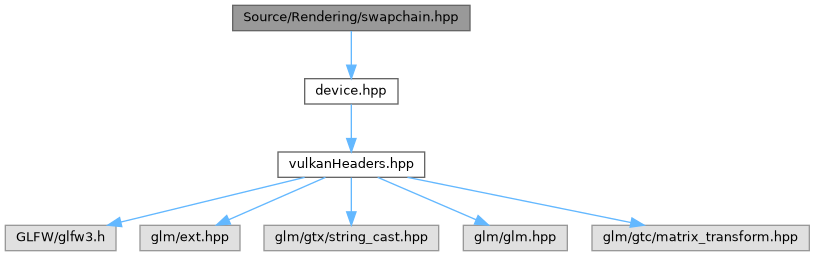 Source/Rendering/swapchain.hpp
device.hpp
vulkanHeaders.hpp
GLFW/glfw3.h
glm/ext.hpp
glm/gtx/string_cast.hpp
glm/glm.hpp
glm/gtc/matrix_transform.hpp